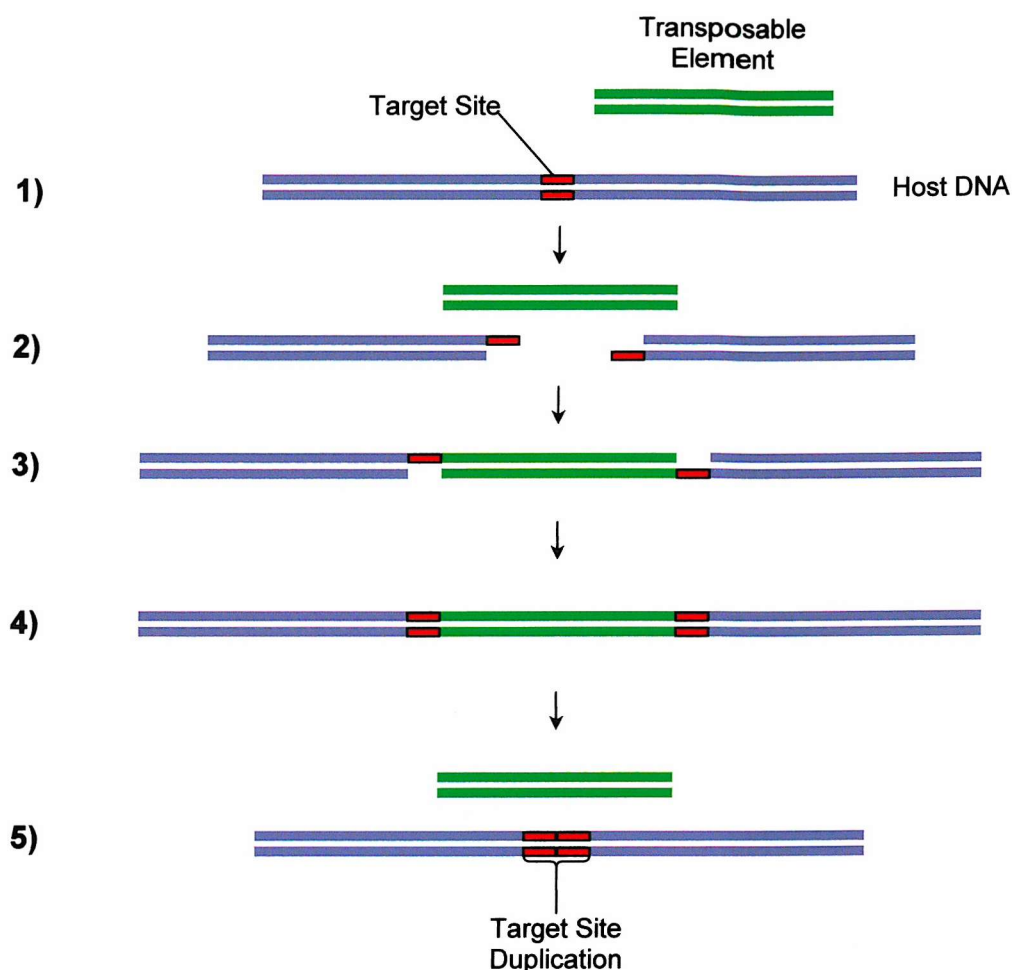 Transposable
Element
Target Site
1)
Host DNA
2)
3)
4)
5)
Target Site
Duplication